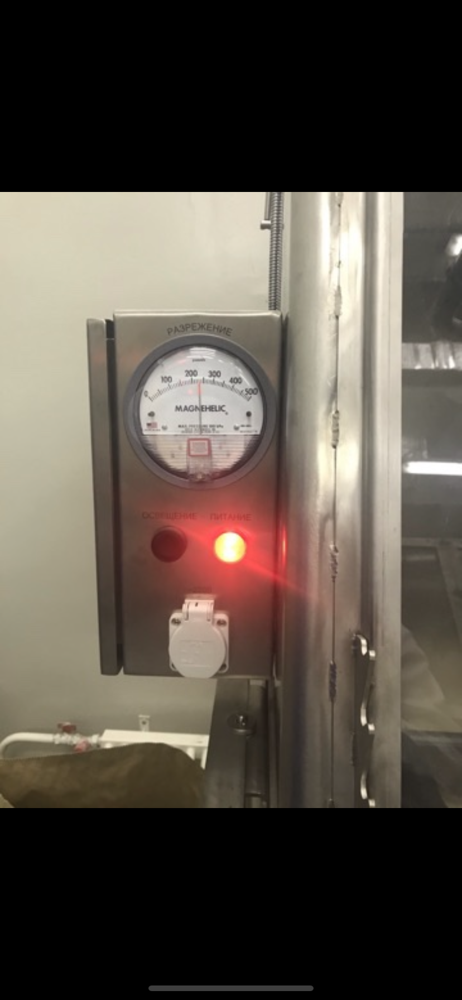 РАЗРЕЖЕНИЕ
0 100 200 300 400 500
MAGNEHELIC
ОСВЕЩЕНИЕ ПИТАНИЕ